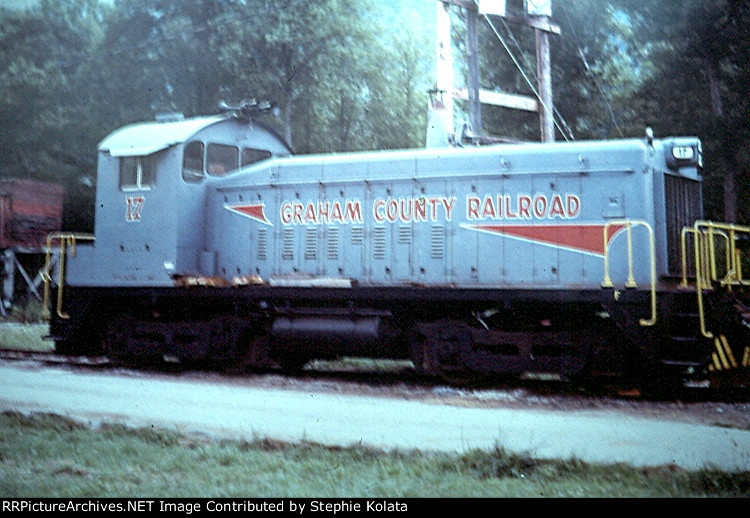 17
17
GRAHAM COUNTY RAILROAD
RRPictureArchives.NET Image Contributed by Stephie Kolata